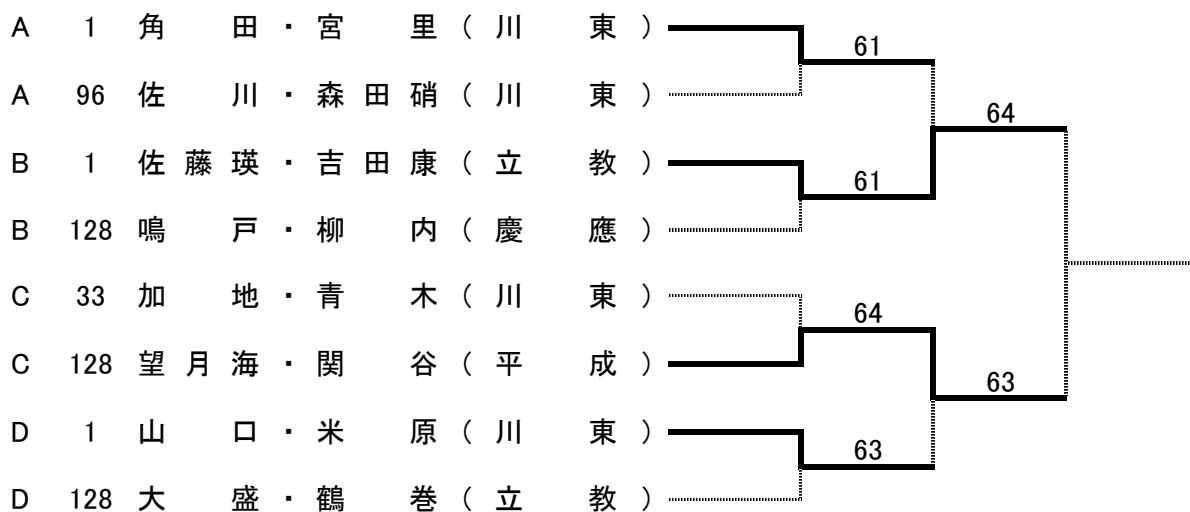 A 1 角田・宮里(川東)
61
A 96 佐川・森田硝(川東)
64
B 1 佐藤瑛・吉田康(立教)
61
B 128 鳴戸・柳内(慶應)
C 33 加地・青木(川東)
64
C 128 望月海・関谷(平成)
63
D 1 山口・米原(川東)
63
D 128 大盛・鶴巻(立教)